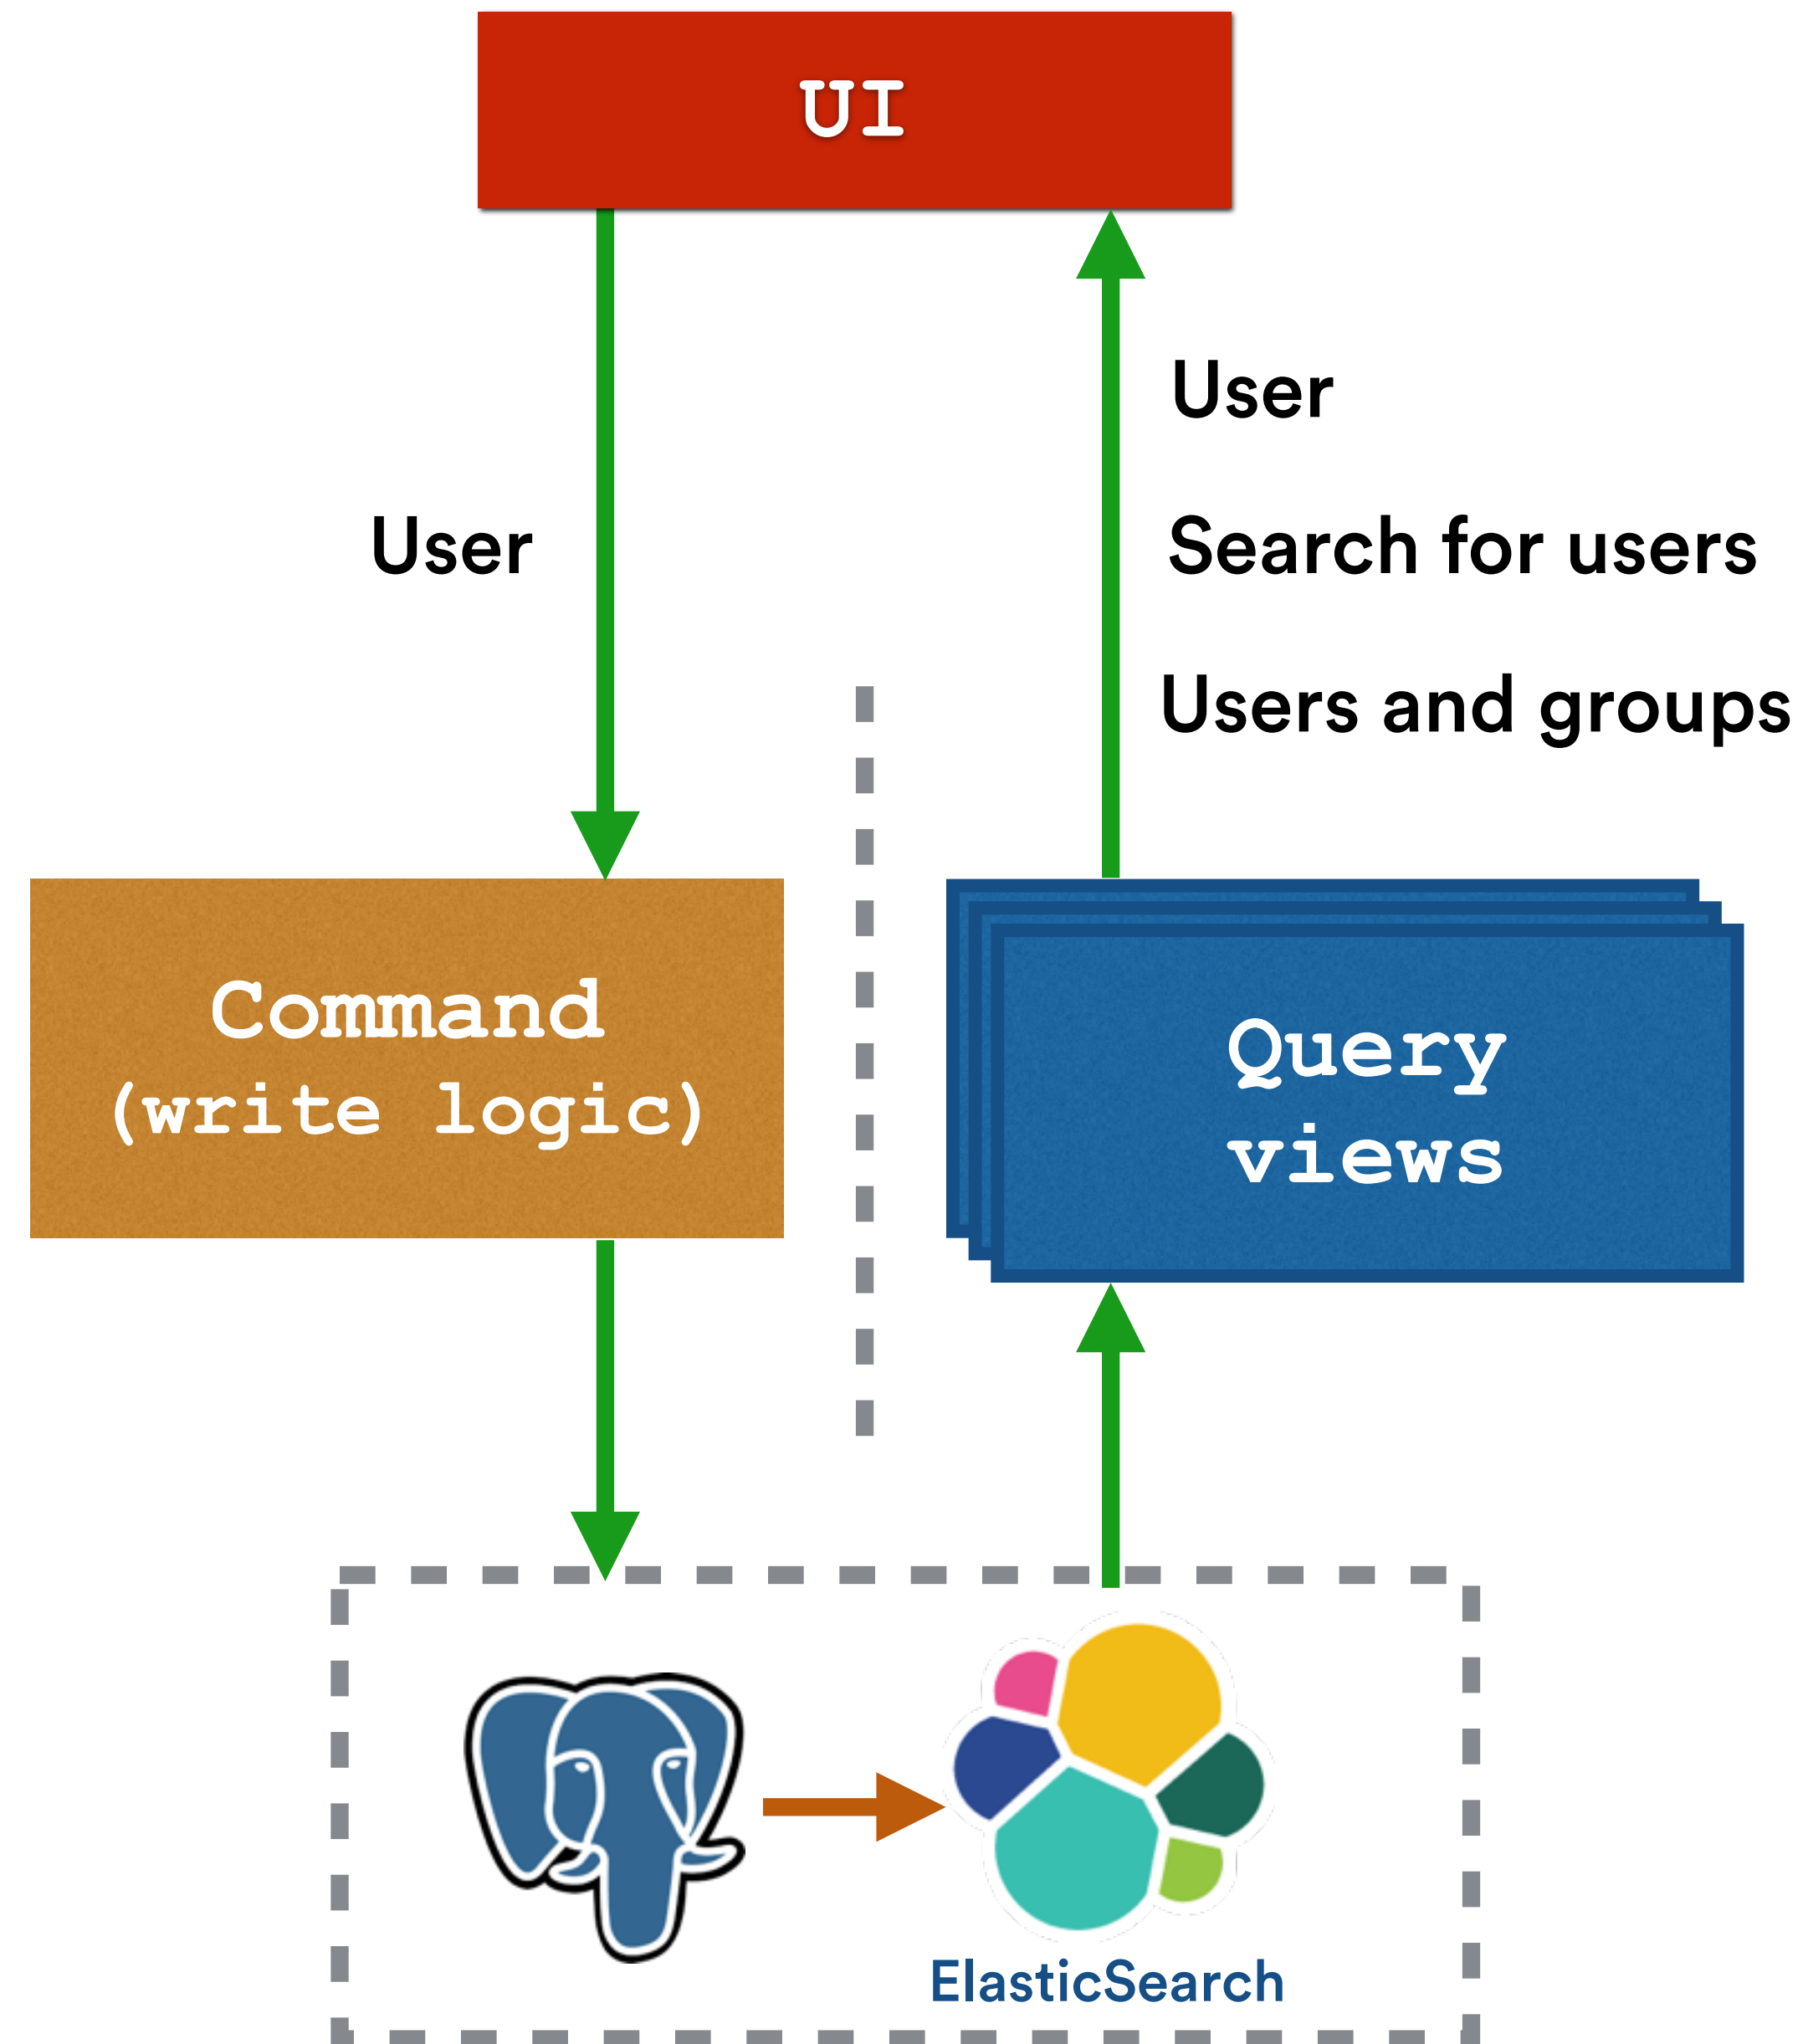 UI
User
User
Search for users
Users and groups
Command
(write logic)
Query
views
ElasticSearch